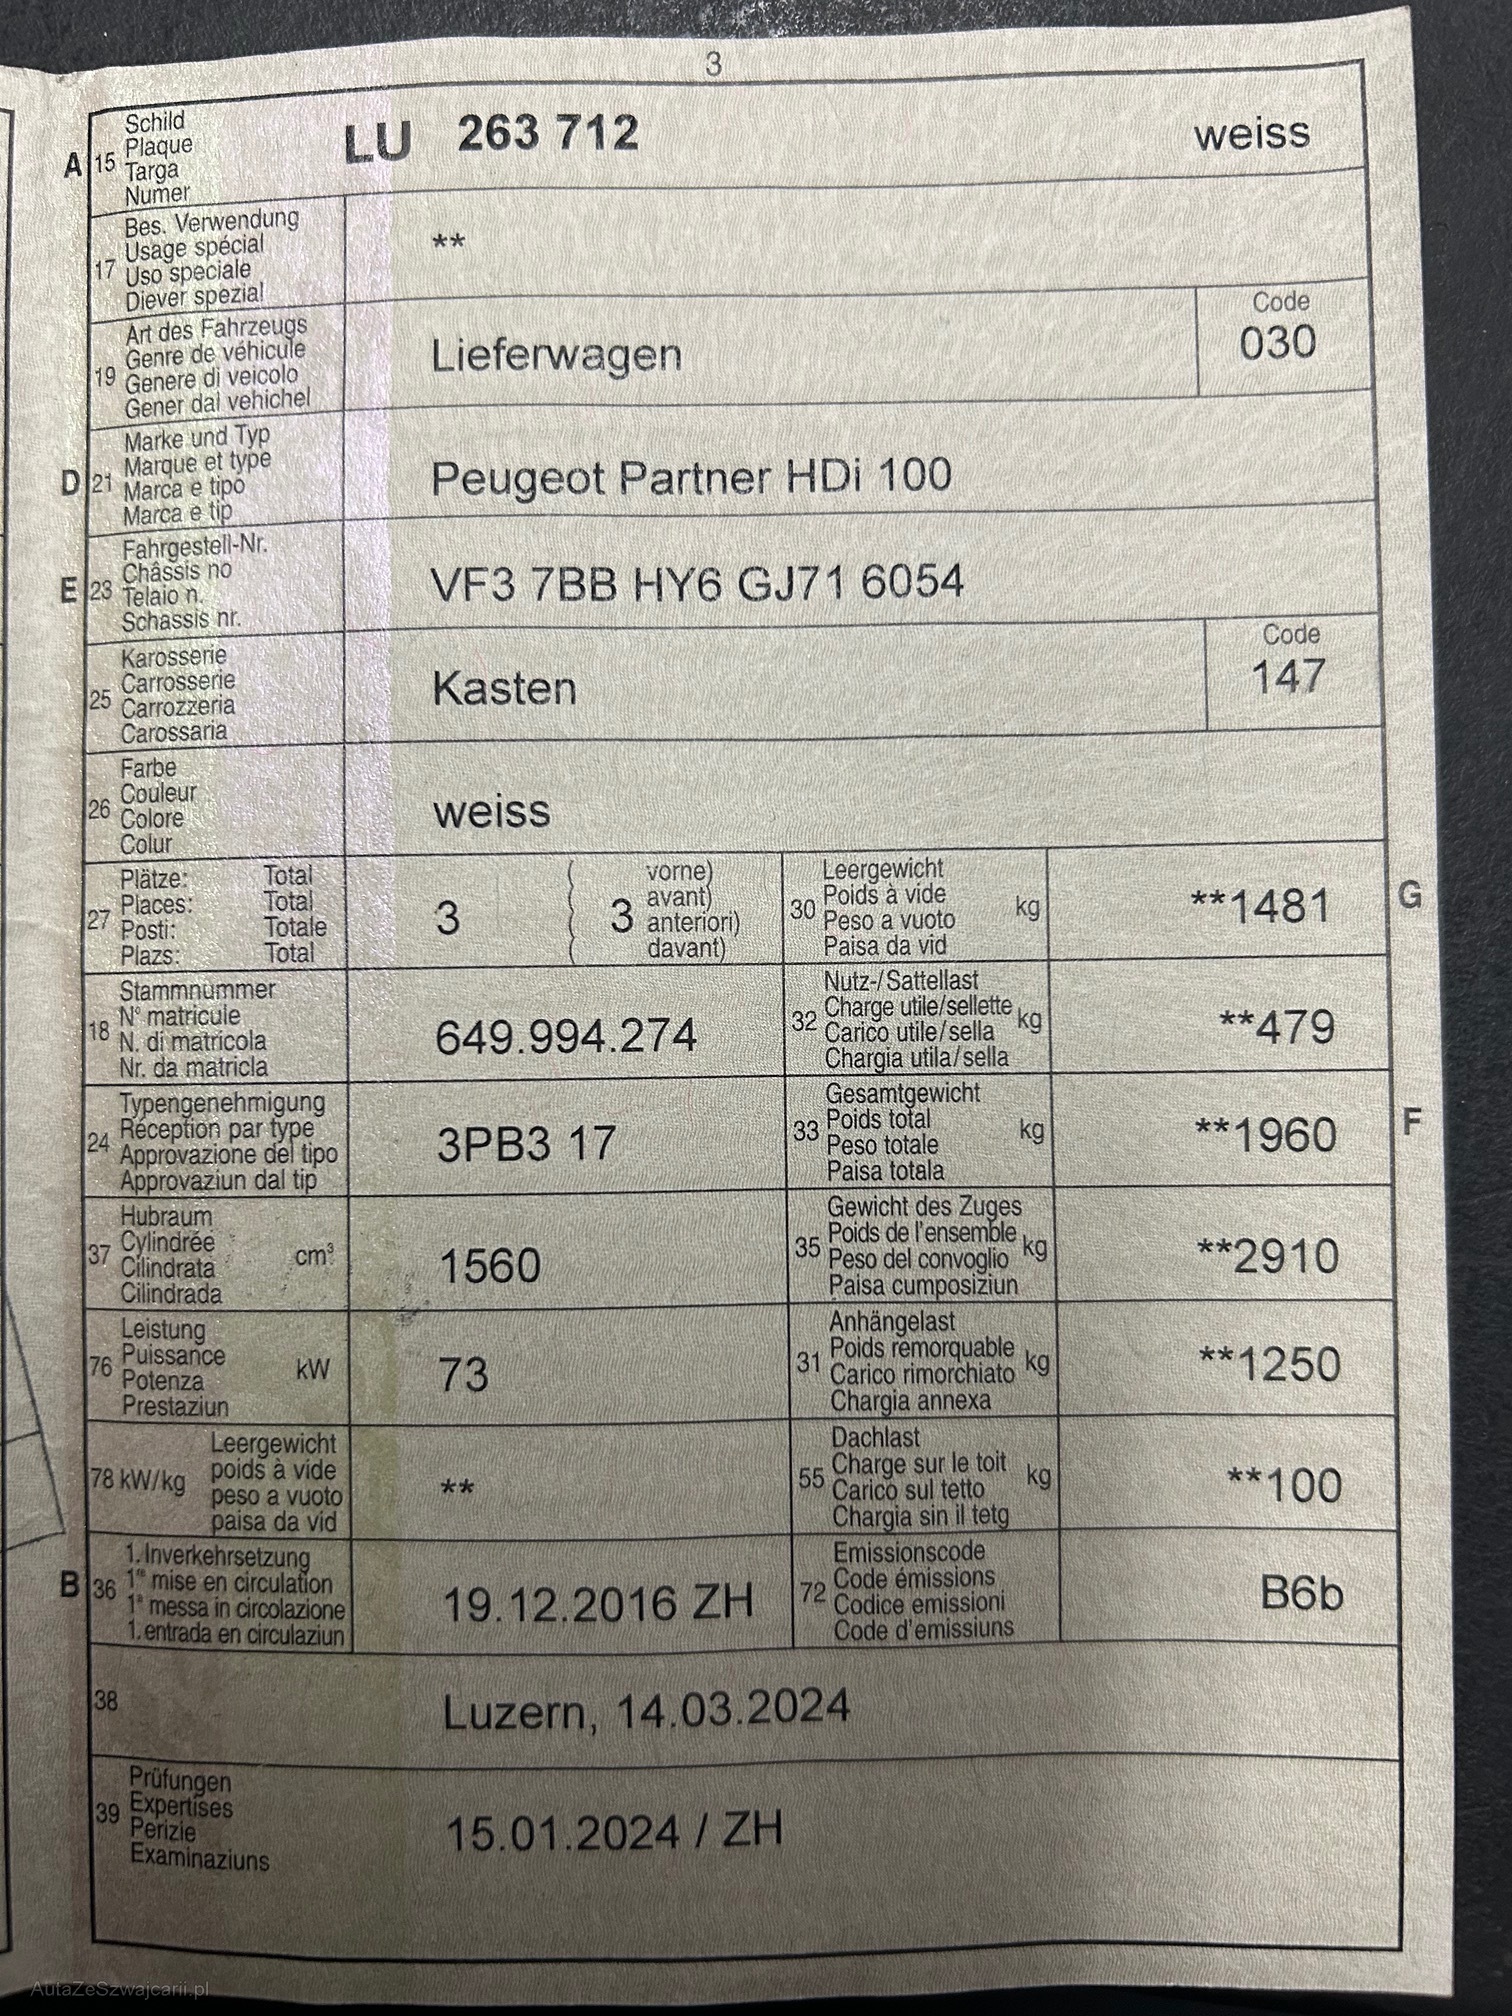 3
A 15 Schild
Plaque
Targa
Numer
LU 263 712 weiss
17 Bes. Verwendung
Usage spécial
Uso speciale
Diever spezial
**
19 Art des Fahrzeugs
Genre de véhicule
Genere di veicolo
Gener dal vehichel
Lieferwagen
Code
030
D 21 Marke und Typ
Marque et type
Marca e tipo
Marca e tip
Peugeot Partner HDi 100
E 23 Fahrgestell-Nr.
Châssis no
Telaio n.
Schassis nr.
VF3 7BB HY6 GJ71 6054
25 Karosserie
Carrosserie
Carrozzeria
Carossaria
Kasten
Code
147
26 Farbe
Couleur
Colore
Colur
weiss
27 Plätze: Total
Places: Total
Posti: Totale
Plazs: Total
3
( vorne)
( 3 avant)
( anteriori)
( davant)
30 Leergewicht
Poids à vide
Peso a vuoto
Paisa da vid
kg
**1481
G
18 Stammnummer
N° matricule
N. di matricola
Nr. da matricla
649.994.274
32 Nutz-/Sattellast
Charge utile/sellette
Carico utile/sella
Chargia utila/sella
kg
**479
24 Typengenehmigung
Réception par type
Approvazione del tipo
Approvaziun dal tip
3PB3 17
33 Gesamtgewicht
Poids total
Peso totale
Paisa totala
kg
**1960
F
37 Hubraum
Cylindrée
Cilindrata
Cilindrada
cm³
1560
35 Gewicht des Zuges
Poids de l'ensemble
Peso del convoglio
Paisa cumposiziun
kg
**2910
76 Leistung
Puissance
Potenza
Prestaziun
kW
73
31 Anhängelast
Poids remorquable
Carico rimorchiato
Chargia annexa
kg
**1250
78 kW/kg
Leergewicht
poids à vide
peso a vuoto
paisa da vid
**
55 Dachlast
Charge sur le toit
Carico sul tetto
Chargia sin il tetg
kg
**100
B 36 1. Inverkehrsetzung
1re mise en circulation
1a messa in circolazione
1. entrada en circulaziun
19.12.2016 ZH
72 Emissionscode
Code émissions
Codice emissioni
Code d'emissiuns
B6b
38
Luzern, 14.03.2024
39 Prüfungen
Expertises
Perizie
Examinaziuns
15.01.2024 / ZH
AutaZeSzwajcarii.pl